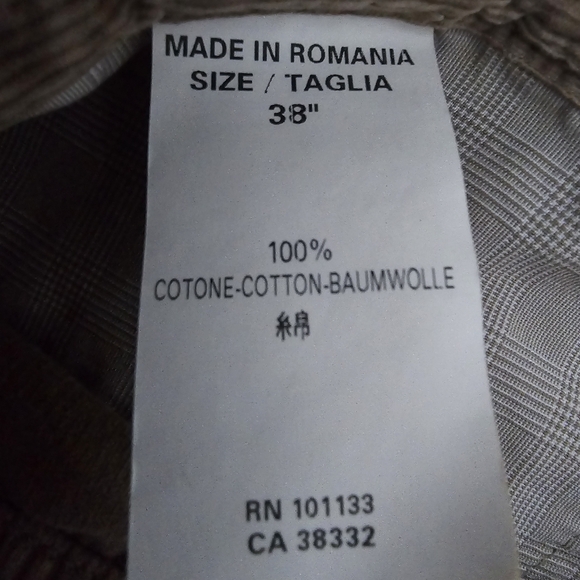 MADE IN ROMANIA
SIZE / TAGLIA
38"
100%
COTONE-COTTON-BAUMWOLLE
綿
RN 101133
CA 38332